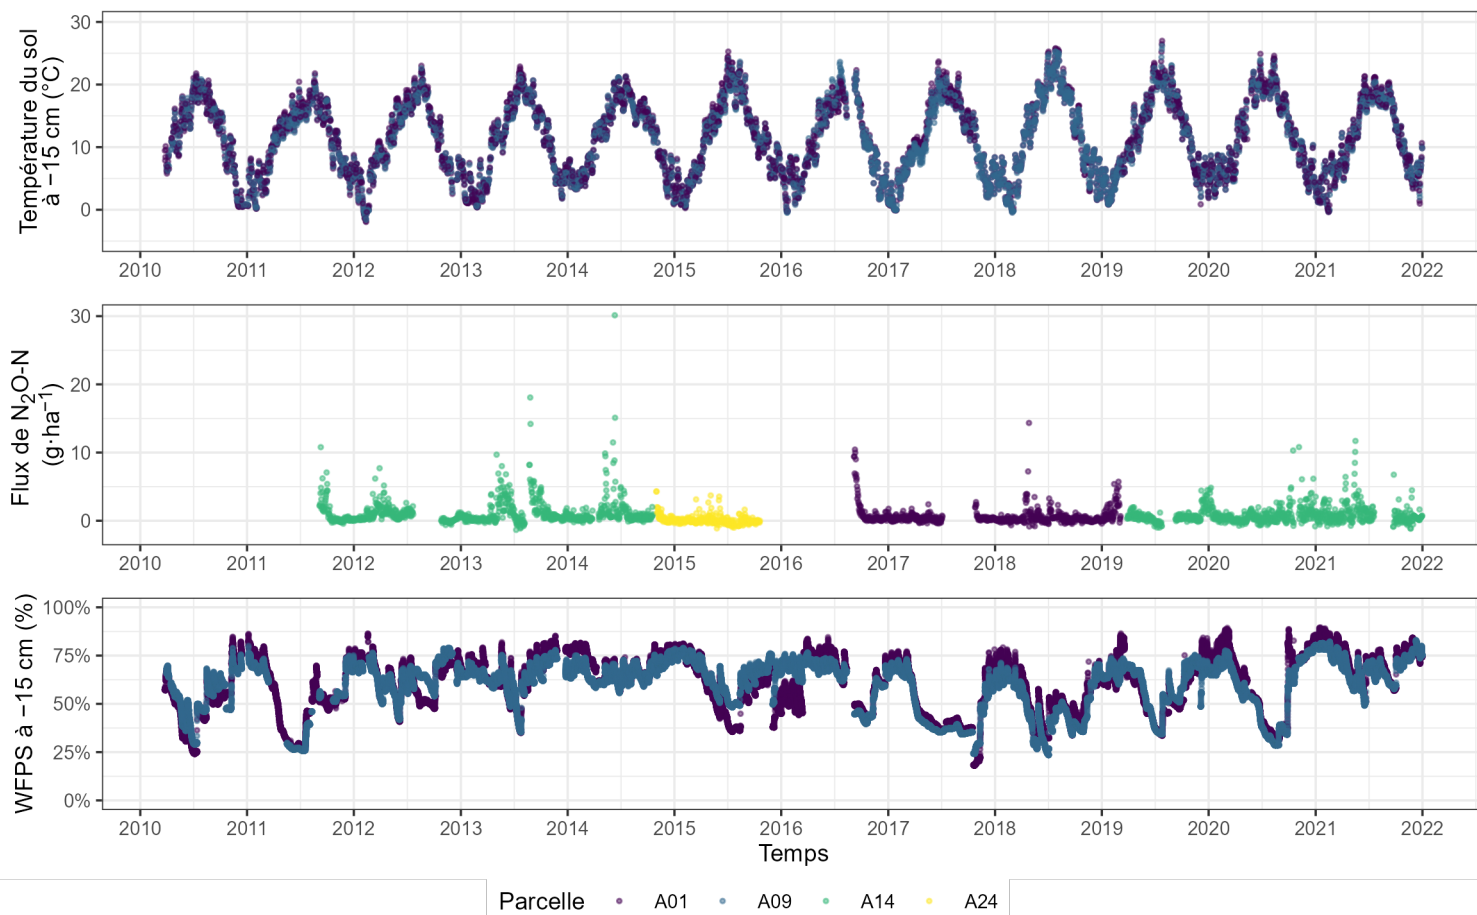 Température du sol
à −15 cm (°C)
30
20
10
0
2010 2011 2012 2013 2014 2015 2016 2017 2018 2019 2020 2021 2022
Flux de N₂O-N
(g·ha⁻¹)
30
20
10
0
2010 2011 2012 2013 2014 2015 2016 2017 2018 2019 2020 2021 2022
WFPS à −15 cm (%)
100%
75%
50%
25%
0%
2010 2011 2012 2013 2014 2015 2016 2017 2018 2019 2020 2021 2022
Temps
Parcelle A01 A09 A14 A24